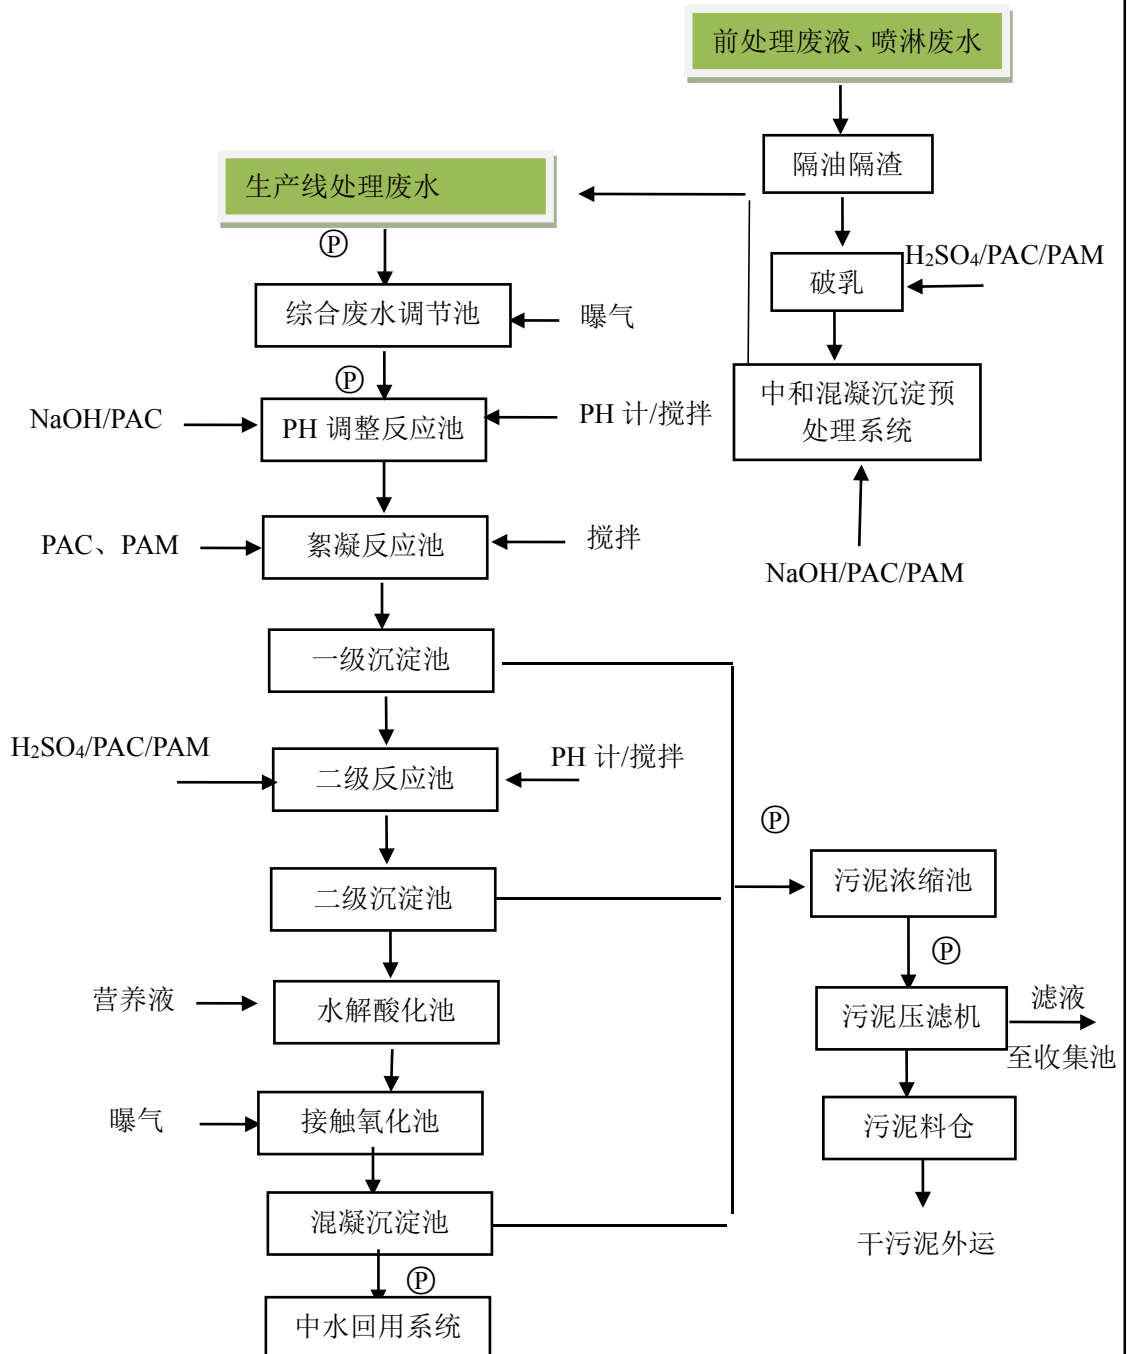 前处理废液、喷淋废水
隔油隔渣
生产线处理废水
Ⓟ
H₂SO₄/PAC/PAM
破乳
综合废水调节池
曝气
Ⓟ
中和混凝沉淀预
处理系统
NaOH/PAC
PH 调整反应池
PH 计/搅拌
PAC、PAM
絮凝反应池
搅拌
NaOH/PAC/PAM
一级沉淀池
H₂SO₄/PAC/PAM
二级反应池
PH 计/搅拌
Ⓟ
二级沉淀池
污泥浓缩池
Ⓟ
营养液
水解酸化池
污泥压滤机
滤液
至收集池
曝气
接触氧化池
污泥料仓
混凝沉淀池
干污泥外运
Ⓟ
中水回用系统